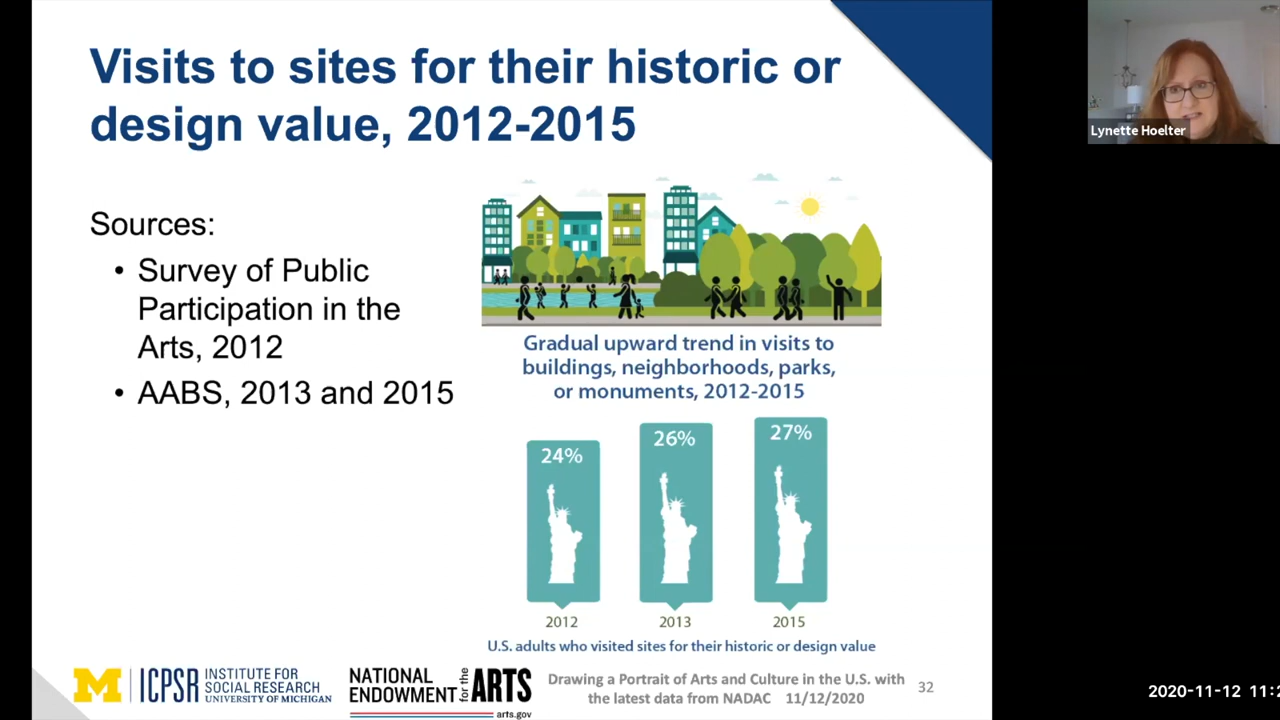 Visits to sites for their historic or
design value, 2012-2015
Sources:
• Survey of Public
Participation in the
Arts, 2012
• AABS, 2013 and 2015
Gradual upward trend in visits to
buildings, neighborhoods, parks,
or monuments, 2012-2015
24%
26%
27%
2012
2013
2015
U.S. adults who visited sites for their historic or design value
M
ICPSR
INSTITUTE FOR
SOCIAL RESEARCH
UNIVERSITY OF MICHIGAN
NATIONAL
ENDOWMENT for the ARTS
arts.gov
Drawing a Portrait of Arts and Culture in the U.S. with
the latest data from NADAC 11/12/2020
32
Lynette Hoelter
2020-11-12 11:2